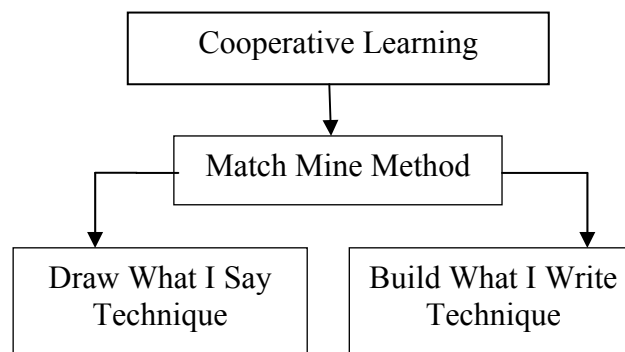 Cooperative Learning
Match Mine Method
Draw What I Say
Technique
Build What I Write
Technique